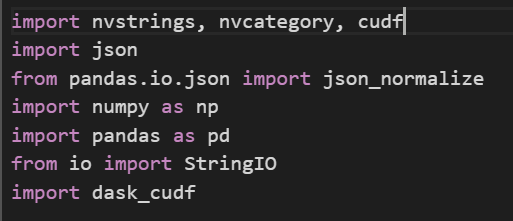 import nvstrings, nvcategory, cudf
import json
from pandas.io.json import json_normalize
import numpy as np
import pandas as pd
from io import StringIO
import dask_cudf